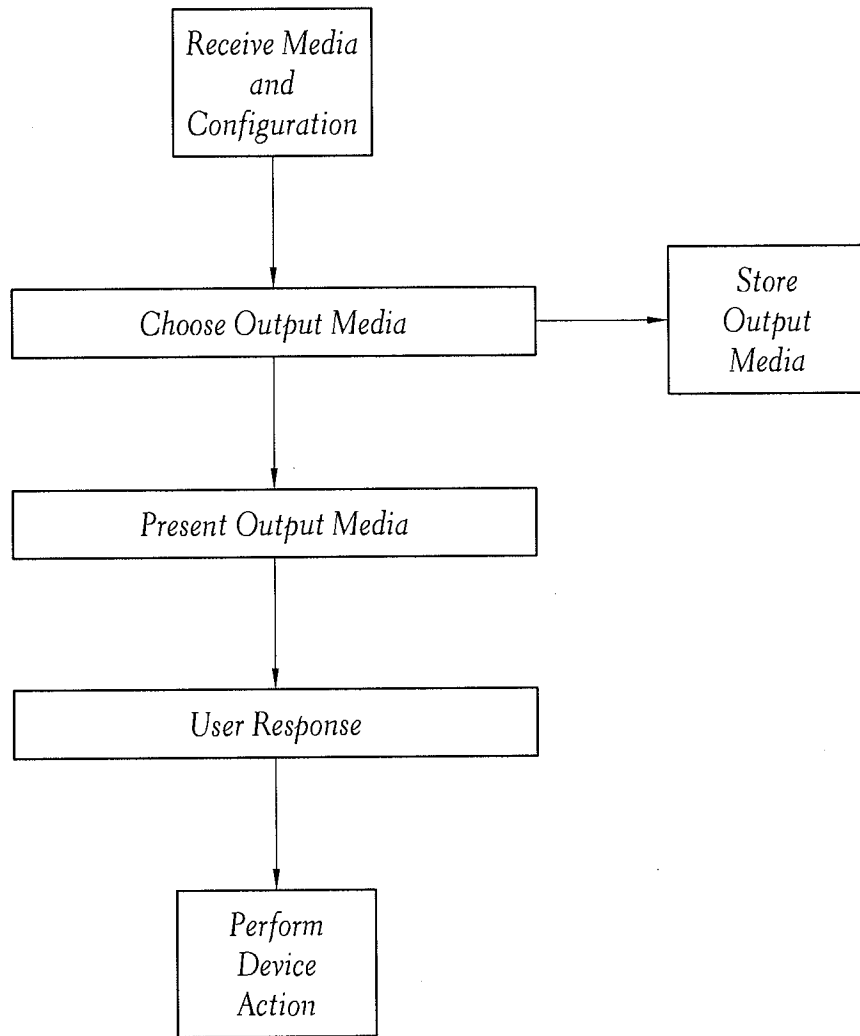 Receive Media
and
Configuration
Choose Output Media
Store
Output
Media
Present Output Media
User Response
Perform
Device
Action